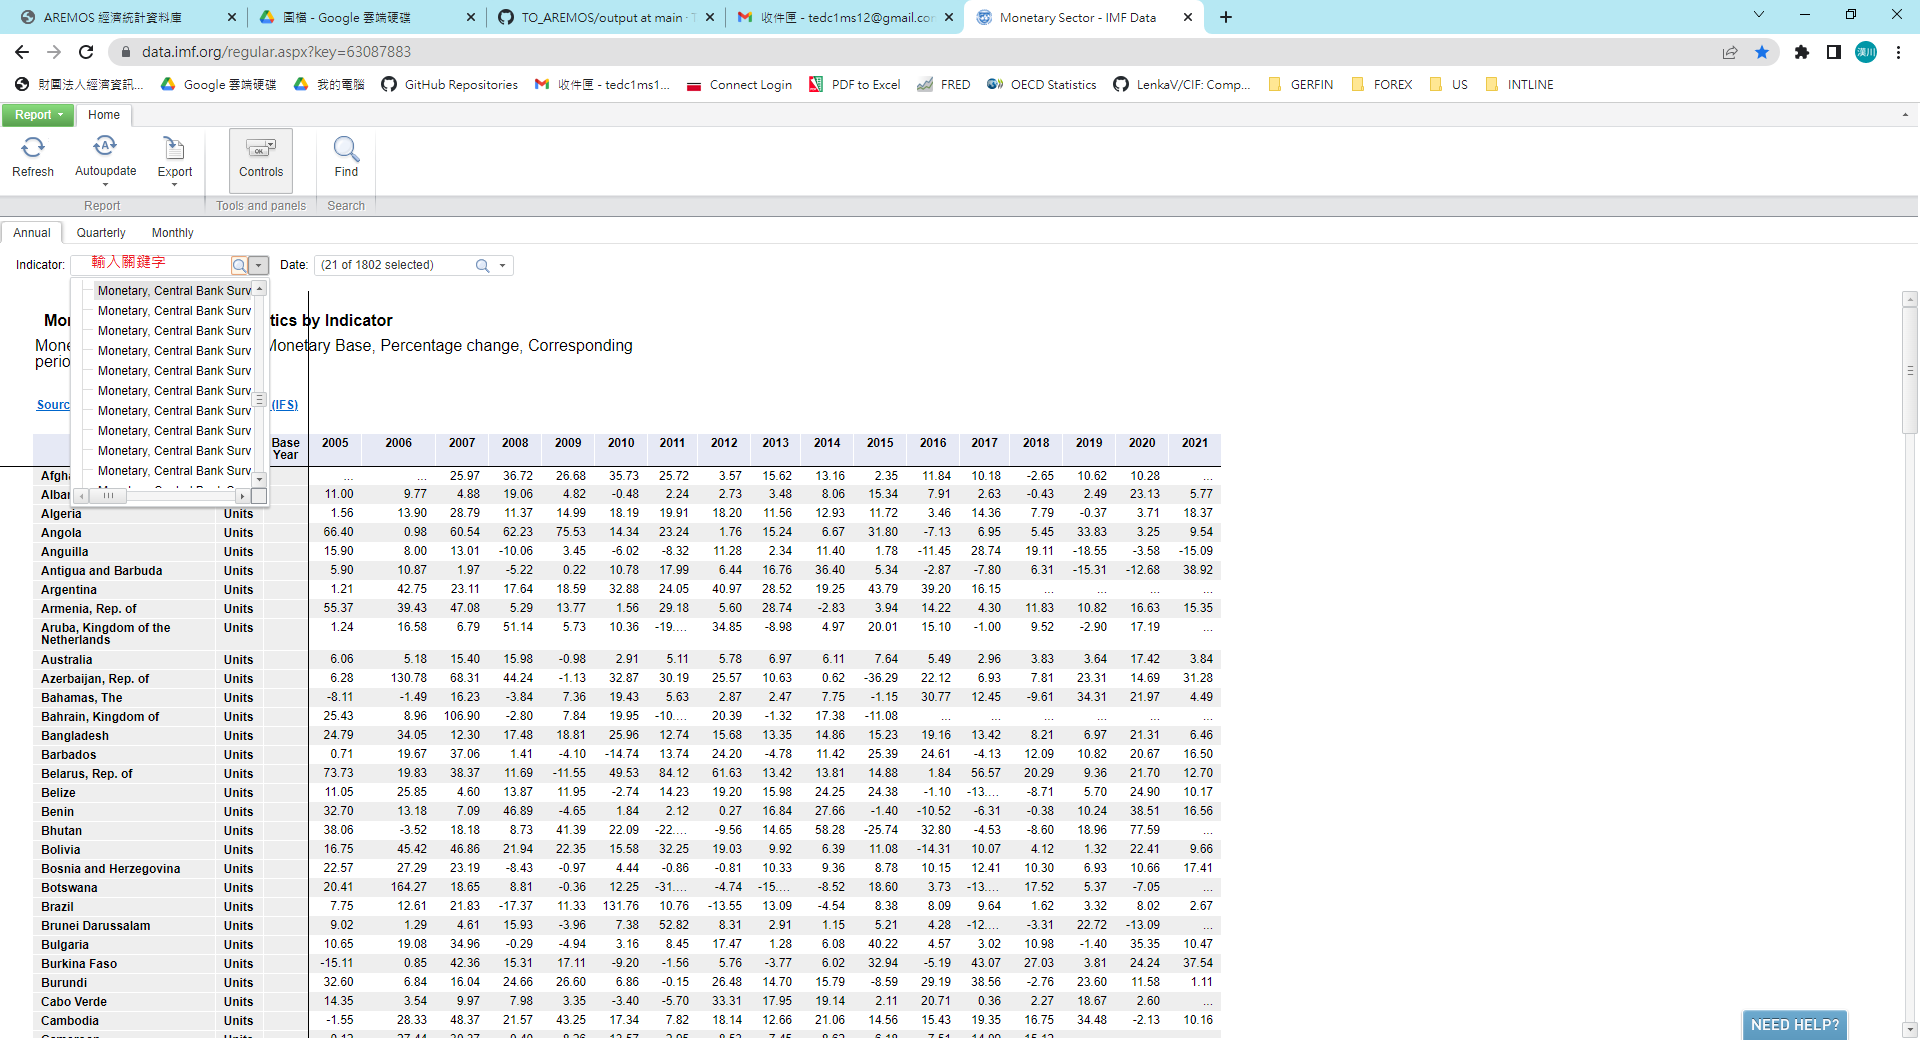 AREMOS 經濟統計資料庫
圖檔 - Google 雲端硬碟
TO_AREMOS/output at main · T
收件匣 - tedc1ms12@gmail.co
Monetary Sector - IMF Data
data.imf.org/regular.aspx?key=63087883
漢川
財團法人經濟資訊...
Google 雲端硬碟
我的電腦
GitHub Repositories
收件匣 - tedc1ms1...
Connect Login
PDF to Excel
FRED
OECD Statistics
LenkaV/CIF: Comp...
GERFIN
FOREX
US
INTLINE
Report
Home
Refresh
Autoupdate
Export
OK
Controls
Find
Report
Tools and panels
Search
Annual Quarterly Monthly
Indicator: 輸入關鍵字 Date: (21 of 1802 selected)
Monetary, Central Bank Surv
Monetary, Central Bank Surv
Monetary, Central Bank Surv
Monetary, Central Bank Surv
Monetary, Central Bank Surv
Monetary, Central Bank Surv
Monetary, Central Bank Surv
Monetary, Central Bank Surv
Monetary, Central Bank Surv
Monetary, Central Bank Surv
Mo tics by Indicator
Mone Monetary Base, Percentage change, Corresponding
perio
Sourc (IFS)
Base Year 2005 2006 2007 2008 2009 2010 2011 2012 2013 2014 2015 2016 2017 2018 2019 2020 2021
Afgha ... ... 25.97 36.72 26.68 35.73 25.72 3.57 15.62 13.16 2.35 11.84 10.18 -2.65 10.62 10.28 ...
Alba 11.00 9.77 4.88 19.06 4.82 -0.48 2.24 2.73 3.48 8.06 15.34 7.91 2.63 -0.43 2.49 23.13 5.77
Algeria Units 1.56 13.90 28.79 11.37 14.99 18.19 19.91 18.20 11.56 12.93 11.72 3.46 14.36 7.79 -0.37 3.71 18.37
Angola Units 66.40 0.98 60.54 62.23 75.53 14.34 23.24 1.76 15.24 6.67 31.80 -7.13 6.95 5.45 33.83 3.25 9.54
Anguilla Units 15.90 8.00 13.01 -10.06 3.45 -6.02 -8.32 11.28 2.34 11.40 1.78 -11.45 28.74 19.11 -18.55 -3.58 -15.09
Antigua and Barbuda Units 5.90 10.87 1.97 -5.22 0.22 10.78 17.99 6.44 16.76 36.40 5.34 -2.87 -7.80 6.31 -15.31 -12.68 38.92
Argentina Units 1.21 42.75 23.11 17.64 18.59 32.88 24.05 40.97 28.52 19.25 43.79 39.20 16.15 ... ... ... ...
Armenia, Rep. of Units 55.37 39.43 47.08 5.29 13.77 1.56 29.18 5.60 28.74 -2.83 3.94 14.22 4.30 11.83 10.82 16.63 15.35
Aruba, Kingdom of the Netherlands Units 1.24 16.58 6.79 51.14 5.73 10.36 -19.... 34.85 -8.98 4.97 20.01 15.10 -1.00 9.52 -2.90 17.19 ...
Australia Units 6.06 5.18 15.40 15.98 -0.98 2.91 5.11 5.78 6.97 6.11 7.64 5.49 2.96 3.83 3.64 17.42 3.84
Azerbaijan, Rep. of Units 6.28 130.78 68.31 44.24 -1.13 32.87 30.19 25.57 10.63 0.62 -36.29 22.12 6.93 7.81 23.31 14.69 31.28
Bahamas, The Units -8.11 -1.49 16.23 -3.84 7.36 19.43 5.63 2.87 2.47 7.75 -1.15 30.77 12.45 -9.61 34.31 21.97 4.49
Bahrain, Kingdom of Units 25.43 8.96 106.90 -2.80 7.84 19.95 -10.... 20.39 -1.32 17.38 -11.08 ... ... ... ... ... ...
Bangladesh Units 24.79 34.05 12.30 17.48 18.81 25.96 12.74 15.68 13.35 14.86 15.23 19.16 13.42 8.21 6.97 21.31 6.46
Barbados Units 0.71 19.67 37.06 1.41 -4.10 -14.74 13.74 24.20 -4.78 11.42 25.39 24.61 -4.13 12.09 10.82 20.67 16.50
Belarus, Rep. of Units 73.73 19.83 38.37 11.69 -11.55 49.53 84.12 61.63 13.42 13.81 14.88 1.84 56.57 20.29 9.36 21.70 12.70
Belize Units 11.05 25.85 4.60 13.87 11.95 -2.74 14.23 19.20 15.98 24.25 24.38 -1.10 -13.... -8.71 5.70 24.90 10.17
Benin Units 32.70 13.18 7.09 46.89 -4.65 1.84 2.12 0.27 16.84 27.66 -1.40 -10.52 -6.31 -0.38 10.24 38.51 16.56
Bhutan Units 38.06 -3.52 18.18 8.73 41.39 22.09 -22.... -9.56 14.65 58.28 -25.74 32.80 -4.53 -8.60 18.96 77.59 ...
Bolivia Units 16.75 45.42 46.86 21.94 22.35 15.58 32.25 19.03 9.92 6.39 11.08 -14.31 10.07 4.12 1.32 22.41 9.66
Bosnia and Herzegovina Units 22.57 27.29 23.19 -8.43 -0.97 4.44 -0.86 -0.81 10.33 9.36 8.78 10.15 12.41 10.30 6.93 10.66 17.41
Botswana Units 20.41 164.27 18.65 8.81 -0.36 12.25 -31.... -4.74 -15.... -8.52 18.60 3.73 -13.... 17.52 5.37 -7.05 ...
Brazil Units 7.75 12.61 21.83 -17.37 11.33 131.76 10.76 -13.55 13.09 -4.54 8.38 8.09 9.64 1.62 3.32 8.02 2.67
Brunei Darussalam Units 9.02 1.29 4.61 15.93 -3.96 7.38 52.82 8.31 2.91 1.15 5.21 4.28 -12.... -3.31 22.72 -13.09 ...
Bulgaria Units 10.65 19.08 34.96 -0.29 -4.94 3.16 8.45 17.47 1.28 6.08 40.22 4.57 3.02 10.98 -1.40 35.35 10.47
Burkina Faso Units -15.11 0.85 42.36 15.31 17.11 -9.20 -1.56 5.76 -3.77 6.02 32.94 -5.19 43.07 27.03 3.81 24.24 37.54
Burundi Units 32.60 6.84 16.04 24.66 26.60 6.86 -0.15 26.48 14.70 15.79 -8.59 29.19 38.56 -2.76 23.60 11.58 1.11
Cabo Verde Units 14.35 3.54 9.97 7.98 3.35 -3.40 -5.70 33.31 17.95 19.14 2.11 20.71 0.36 2.27 18.67 2.60 ...
Cambodia Units -1.55 28.33 48.37 21.57 43.25 17.34 7.82 18.14 12.66 21.06 14.56 15.43 19.35 16.75 34.48 -2.13 10.16
NEED HELP?